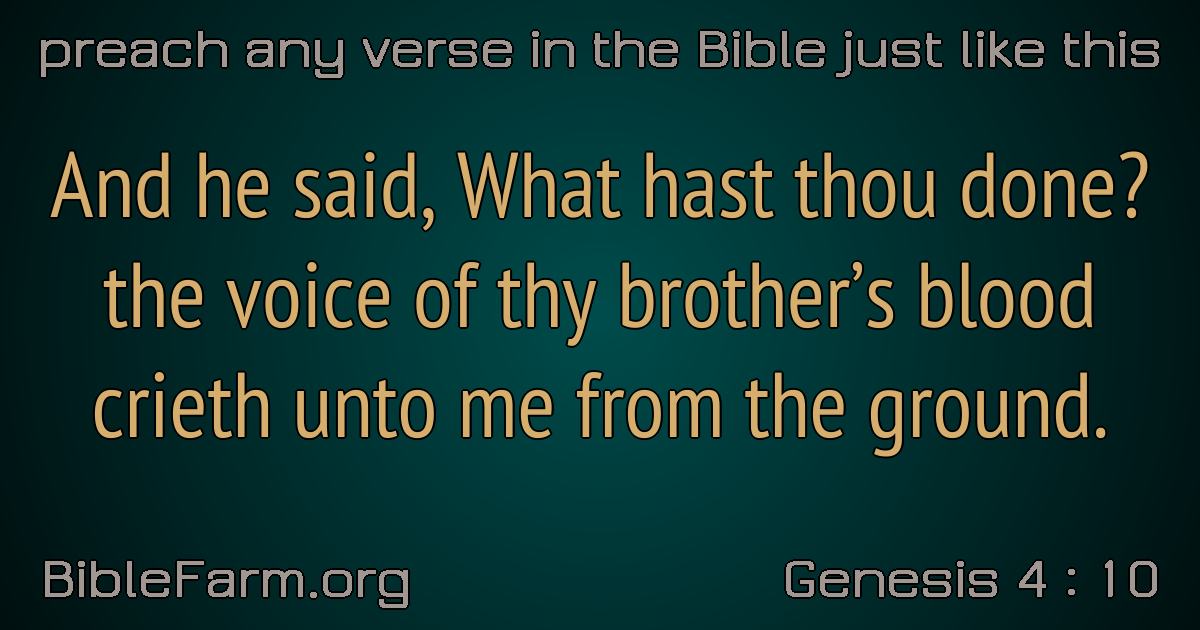 preach any verse in the Bible just like this
And he said, What hast thou done?
the voice of thy brother’s blood
crieth unto me from the ground.
BibleFarm.org
Genesis 4 : 10